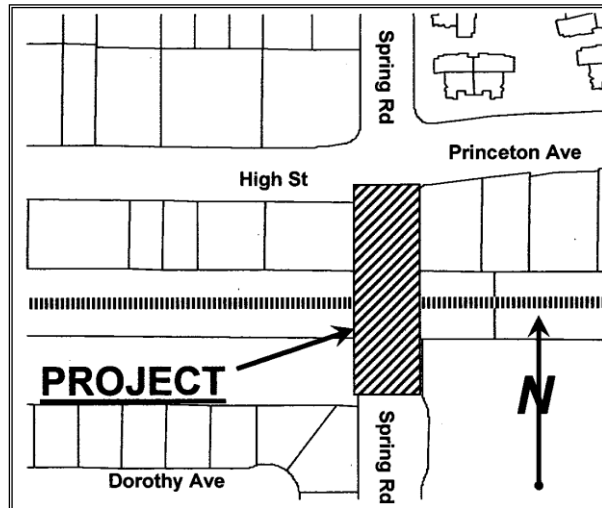 Spring Rd
Princeton Ave
High St
PROJECT
N
Dorothy Ave
Spring Rd